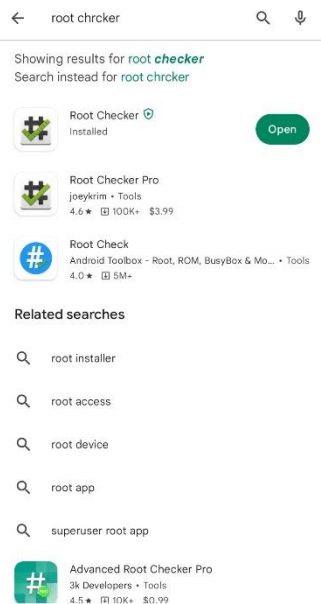 root chrcker
Showing results for root checker
Search instead for root chrcker
Root Checker
Installed
Open
Root Checker Pro
joeykrim • Tools
4.6★ 100K+ $3.99
Root Check
Android Toolbox - Root, ROM, BusyBox & Mo... • Tools
4.0★ 5M+
Related searches
root installer
root access
root device
root app
superuser root app
Advanced Root Checker Pro
3k Developers • Tools
4.5★ 10K+ $0.99